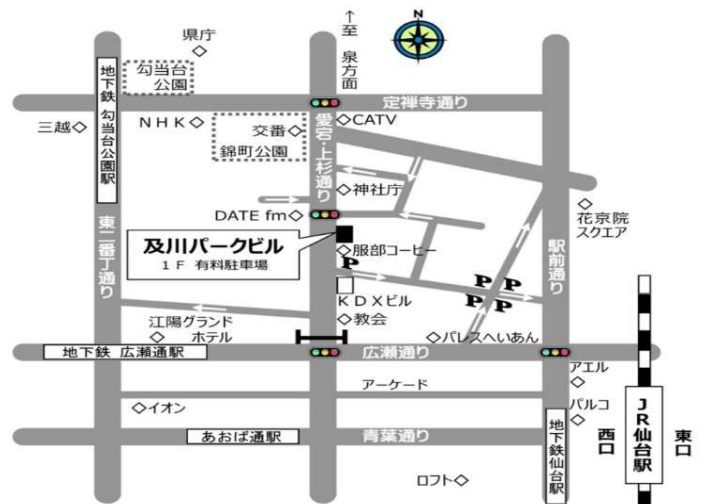 N
↑至 泉方面
県庁
勾当台
公園
地下鉄 勾当台公園駅
定禅寺通り
三越
NHK
交番
錦町公園
CATV
愛宕・上杉通り
神社庁
DATE fm
花京院
スクエア
及川パークビル
1F 有料駐車場
服部コーヒー
P
東二番丁通り
駅前通り
P P
P P
KDXビル
教会
江陽グランド
ホテル
パレスへいあん
地下鉄 広瀬通駅
広瀬通り
アエル
アーケード
イオン
パルコ
あおば通駅
青葉通り
地下鉄仙台駅
西口
JR仙台駅
東口
ロフト